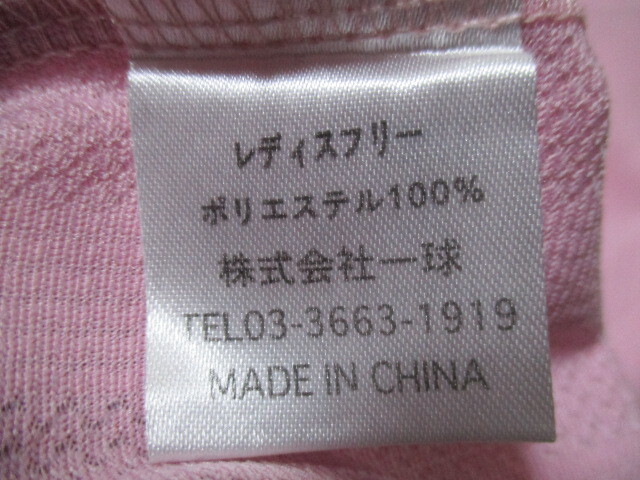 レディスフリー
ポリエステル100%
株式会社一球
TEL03-3663-1919
MADE IN CHINA